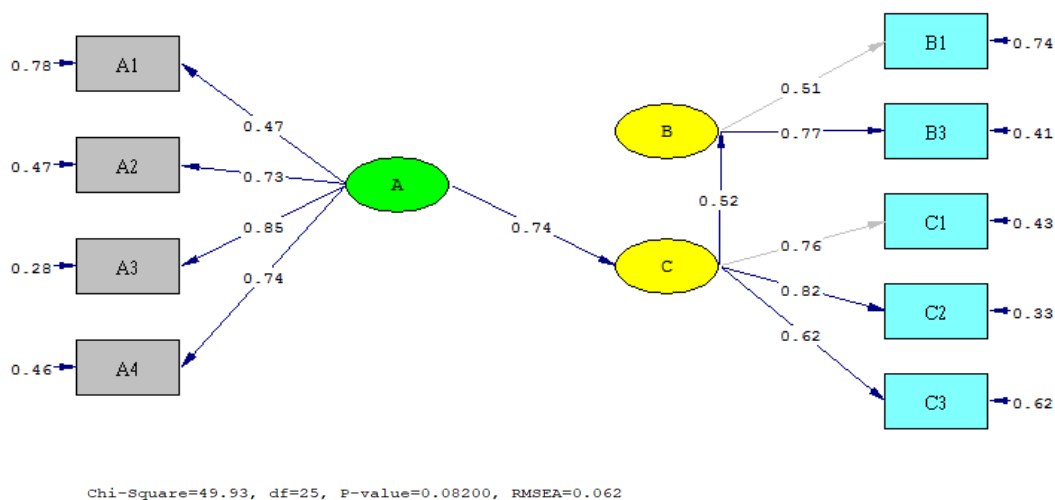 B1
0.74
A1
0.78
0.51
0.47
B
0.77
B3
0.41
A2
0.47
0.73
A
0.52
0.85
0.74
C1
0.43
0.76
A3
0.28
0.74
C
0.82
C2
0.33
0.62
A4
0.46
C3
0.62
Chi-Square=49.93, df=25, P-value=0.08200, RMSEA=0.062